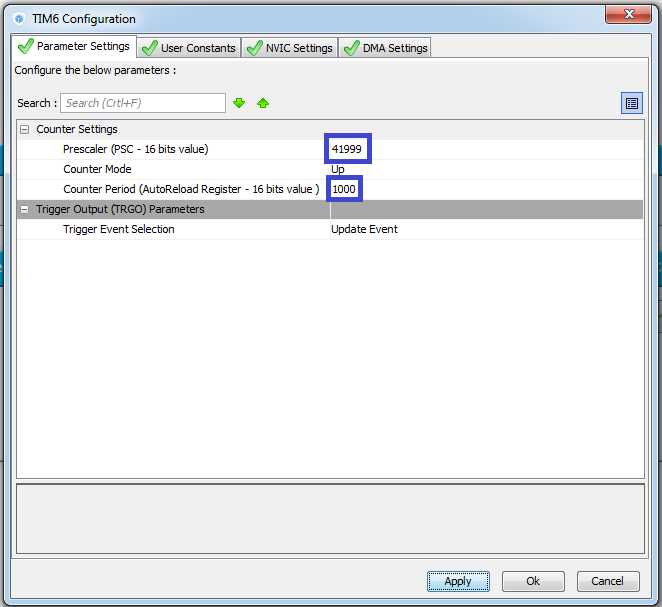 TIM6 Configuration
Parameter Settings User Constants NVIC Settings DMA Settings
Configure the below parameters :
Search : Search (Crtl+F)
Counter Settings
Prescaler (PSC - 16 bits value) 41999
Counter Mode Up
Counter Period (AutoReload Register - 16 bits value ) 1000
Trigger Output (TRGO) Parameters
Trigger Event Selection Update Event
Apply Ok Cancel